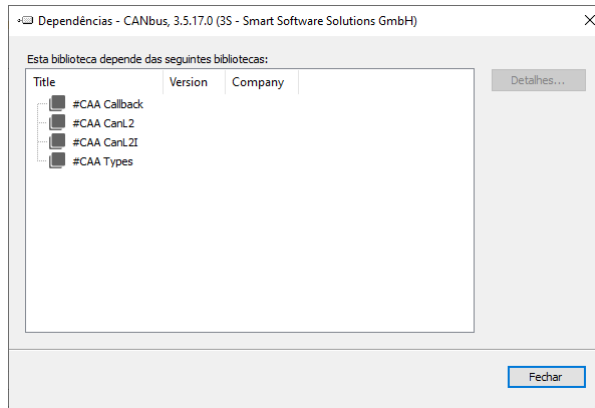 Dependências - CANbus, 3.5.17.0 (3S - Smart Software Solutions GmbH)
Esta biblioteca depende das seguintes bibliotecas:
Title Version Company
Detalhes...
#CAA Callback
#CAA CanL2
#CAA CanL2I
#CAA Types
Fechar